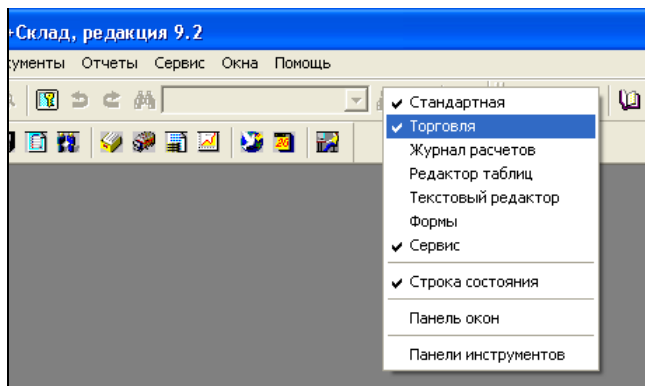 +Склад, редакция 9.2
кументы Отчеты Сервис Окна Помощь
Стандартная
Торговля
Журнал расчетов
Редактор таблиц
Текстовый редактор
Формы
Сервис
Строка состояния
Панель окон
Панели инструментов